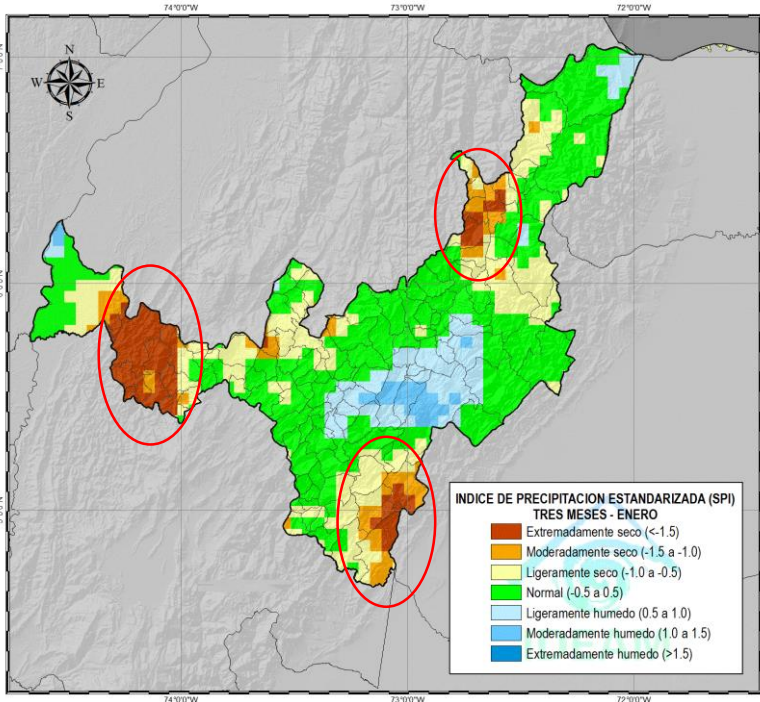 74°0'0"W 73°0'0"W 72°0'0"W
N
W E
S
INDICE DE PRECIPITACION ESTANDARIZADA (SPI)
TRES MESES - ENERO
Extremadamente seco (<-1.5)
Moderadamente seco (-1.5 a -1.0)
Ligeramente seco (-1.0 a -0.5)
Normal (-0.5 a 0.5)
Ligeramente humedo (0.5 a 1.0)
Moderadamente humedo (1.0 a 1.5)
Extremadamente humedo (>1.5)
74°0'0"W 73°0'0"W 72°0'0"W